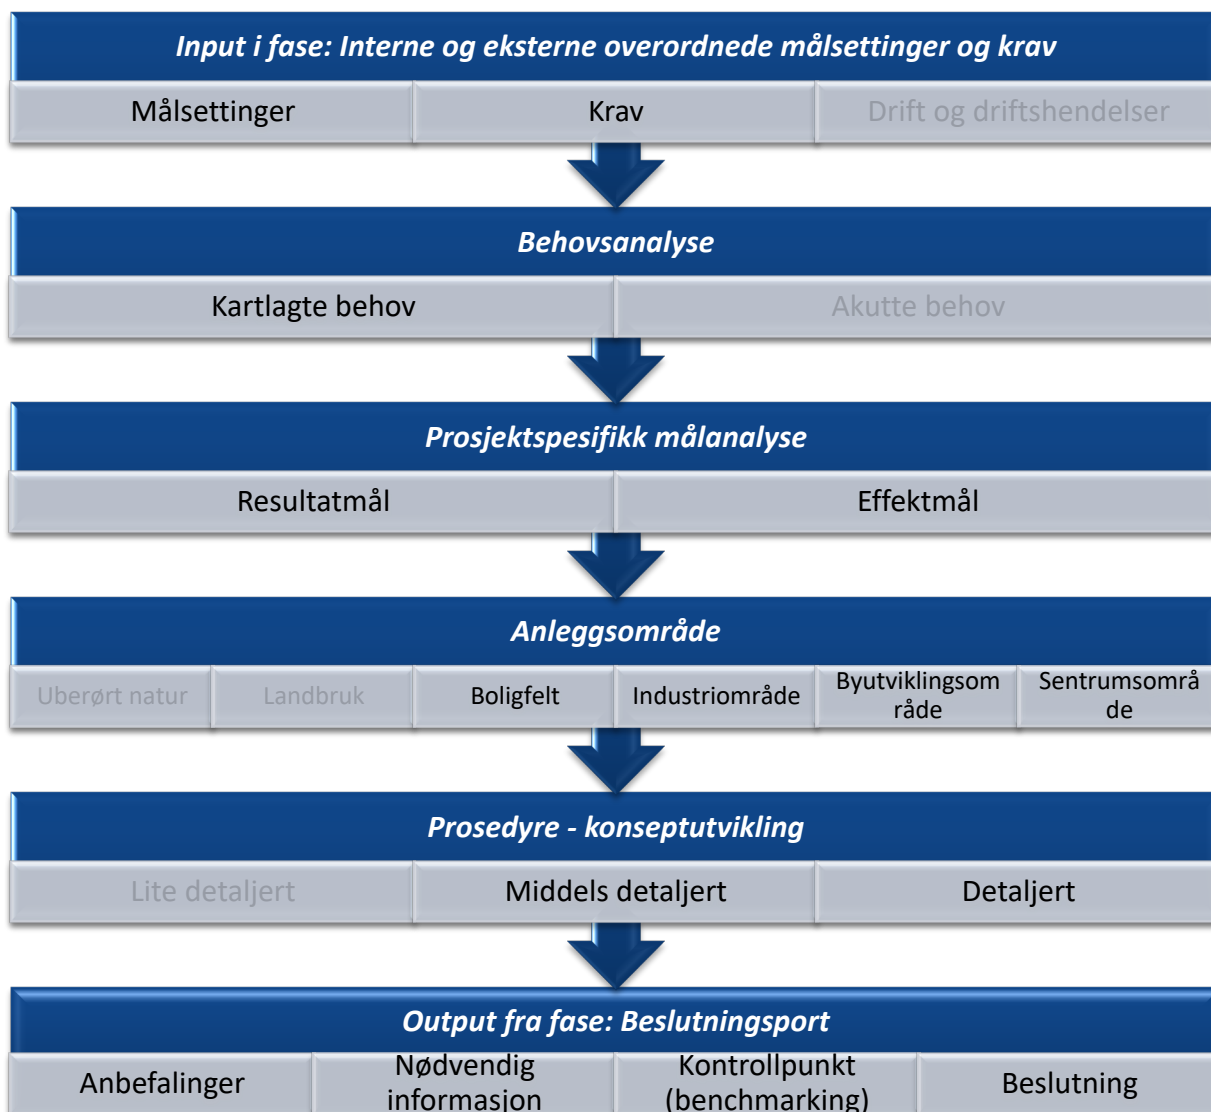 Input i fase: Interne og eksterne overordnede målsettinger og krav
Målsettinger
Krav
Drift og driftshendelser
Behovsanalyse
Kartlagte behov
Akutte behov
Prosjektspesifikk målanalyse
Resultatmål
Effektmål
Anleggsområde
Uberørt natur
Landbruk
Boligfelt
Industriområde
Byutviklingsom
råde
Sentrumsområ
de
Prosedyre - konseptutvikling
Lite detaljert
Middels detaljert
Detaljert
Output fra fase: Beslutningsport
Anbefalinger
Nødvendig
informasjon
Kontrollpunkt
(benchmarking)
Beslutning